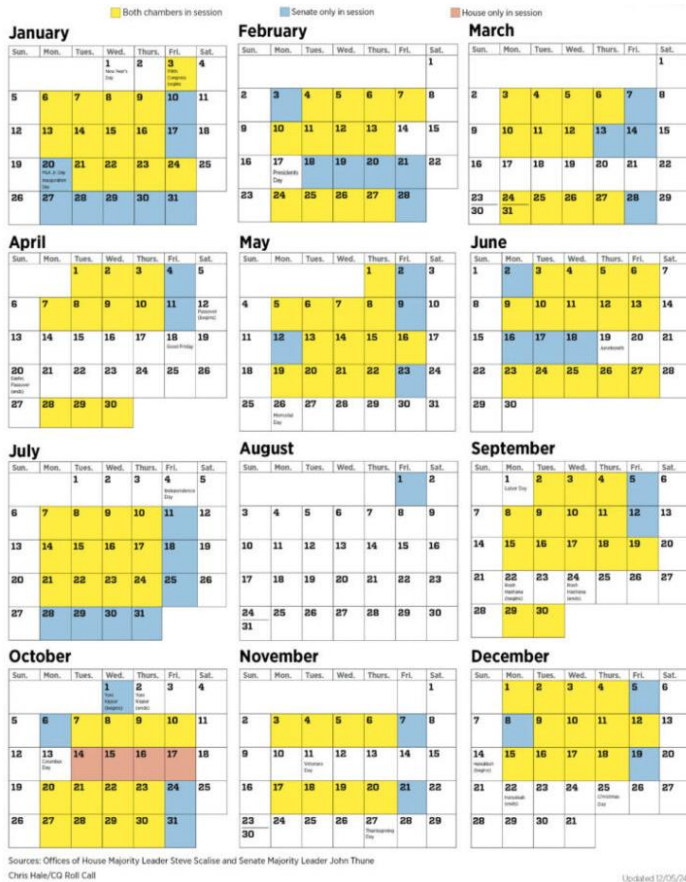 Both chambers in session
Senate only in session
House only in session
January
Sun. Mon. Tues. Wed. Thurs. Fri. Sat.
1 2 3 4
New Year's Day
Congress begins
5 6 7 8 9 10 11
12 13 14 15 16 17 18
19 20 21 22 23 24 25
MLK Jr. Day
Inauguration Day
26 27 28 29 30 31
February
Sun. Mon. Tues. Wed. Thurs. Fri. Sat.
1
2 3 4 5 6 7 8
9 10 11 12 13 14 15
16 17 18 19 20 21 22
Presidents Day
23 24 25 26 27 28
March
Sun. Mon. Tues. Wed. Thurs. Fri. Sat.
1
2 3 4 5 6 7 8
9 10 11 12 13 14 15
16 17 18 19 20 21 22
23 24 25 26 27 28 29
30 31
April
Sun. Mon. Tues. Wed. Thurs. Fri. Sat.
1 2 3 4 5
6 7 8 9 10 11 12
Passover (begins)
13 14 15 16 17 18 19
Good Friday
20 21 22 23 24 25 26
Easter, Passover (ends)
27 28 29 30
May
Sun. Mon. Tues. Wed. Thurs. Fri. Sat.
1 2 3
4 5 6 7 8 9 10
11 12 13 14 15 16 17
18 19 20 21 22 23 24
25 26 27 28 29 30 31
Memorial Day
June
Sun. Mon. Tues. Wed. Thurs. Fri. Sat.
1 2 3 4 5 6 7
8 9 10 11 12 13 14
15 16 17 18 19 20 21
Juneteenth
22 23 24 25 26 27 28
29 30
July
Sun. Mon. Tues. Wed. Thurs. Fri. Sat.
1 2 3 4 5
Independence Day
6 7 8 9 10 11 12
13 14 15 16 17 18 19
20 21 22 23 24 25 26
27 28 29 30 31
August
Sun. Mon. Tues. Wed. Thurs. Fri. Sat.
1 2
3 4 5 6 7 8 9
10 11 12 13 14 15 16
17 18 19 20 21 22 23
24 25 26 27 28 29 30
31
September
Sun. Mon. Tues. Wed. Thurs. Fri. Sat.
1 2 3 4 5 6
Labor Day
7 8 9 10 11 12 13
14 15 16 17 18 19 20
21 22 23 24 25 26 27
Rosh Hashana (begins)
Rosh Hashana (ends)
28 29 30
October
Sun. Mon. Tues. Wed. Thurs. Fri. Sat.
1 2 3 4
Yom Kippur (begins)
Yom Kippur (ends)
5 6 7 8 9 10 11
12 13 14 15 16 17 18
Columbus Day
19 20 21 22 23 24 25
26 27 28 29 30 31
November
Sun. Mon. Tues. Wed. Thurs. Fri. Sat.
1
2 3 4 5 6 7 8
9 10 11 12 13 14 15
Veterans Day
16 17 18 19 20 21 22
23 24 25 26 27 28 29
30
Thanksgiving Day
December
Sun. Mon. Tues. Wed. Thurs. Fri. Sat.
1 2 3 4 5 6
7 8 9 10 11 12 13
14 15 16 17 18 19 20
Hanukkah (begins)
21 22 23 24 25 26 27
Hanukkah (ends)
Christmas Day
28 29 30 31
Sources: Offices of House Majority Leader Steve Scalise and Senate Majority Leader John Thune
Chris Hale/CQ Roll Call
Updated 12/05/24